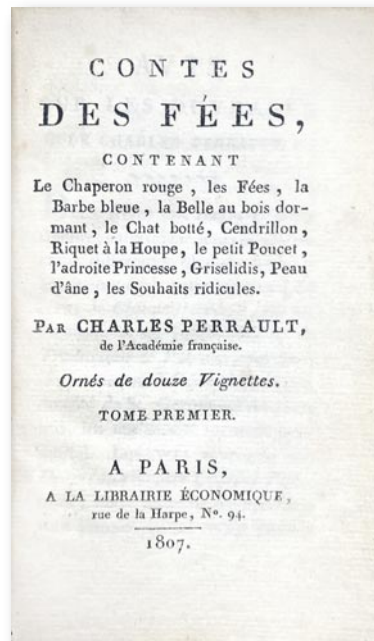 CONTES
DES FÉES,
CONTENANT
Le Chaperon rouge, les Fées, la
Barbe bleue, la Belle au bois dor-
mant, le Chat botté, Cendrillon,
Riquet à la Houpe, le petit Poucet,
l'adroite Princesse, Griselidis, Peau
d'âne, les Souhaits ridicules.
PAR CHARLES PERRAULT,
de l'Académie française.
Ornés de douze Vignettes.
TOME PREMIER.
A PARIS,
A LA LIBRAIRIE ÉCONOMIQUE,
rue de la Harpe, Nº. 94.
1807.